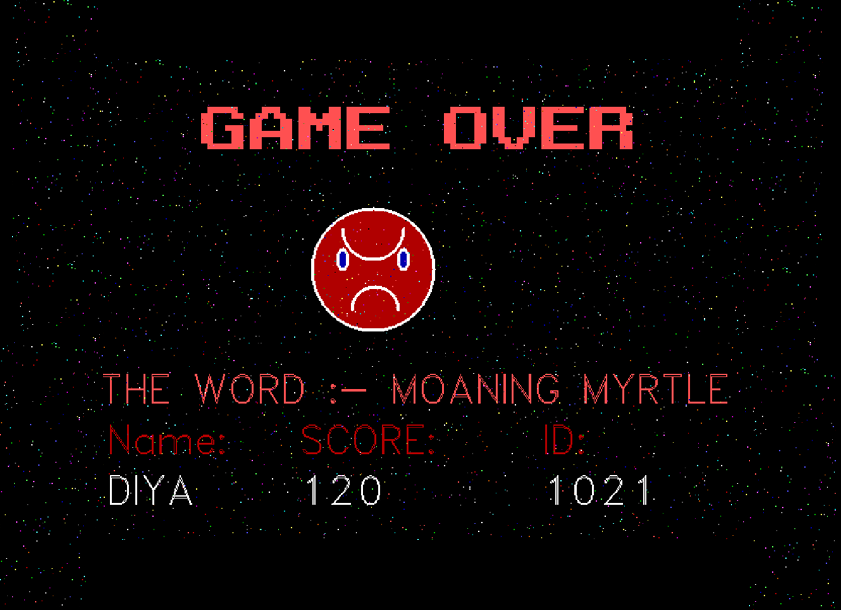 GAME OVER
THE WORD :- MOANING MYRTLE
Name: SCORE: ID:
DIYA 120 1021